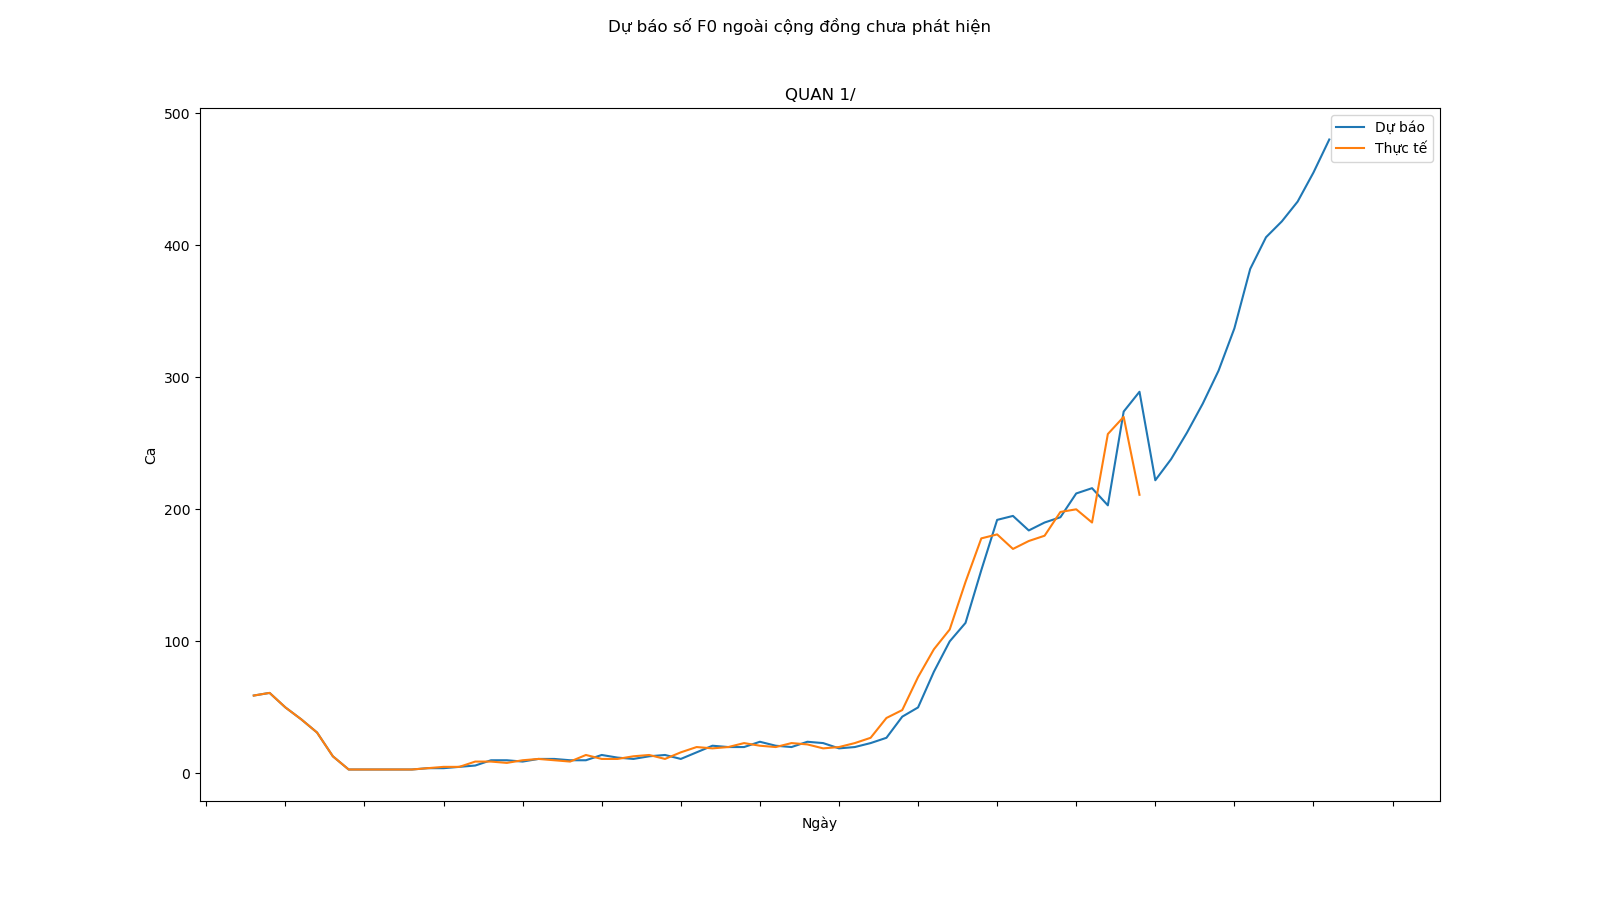 Dự báo số F0 ngoài cộng đồng chưa phát hiện
QUAN 1/
500
400
300
200
100
0
Ca
Ngày
Dự báo
Thực tế